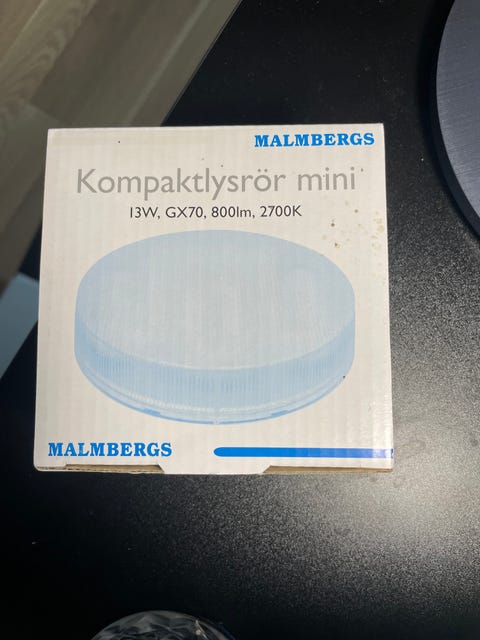 MALMBERGS
Kompaktlysrör mini
13W, GX70, 800lm, 2700K
MALMBERGS